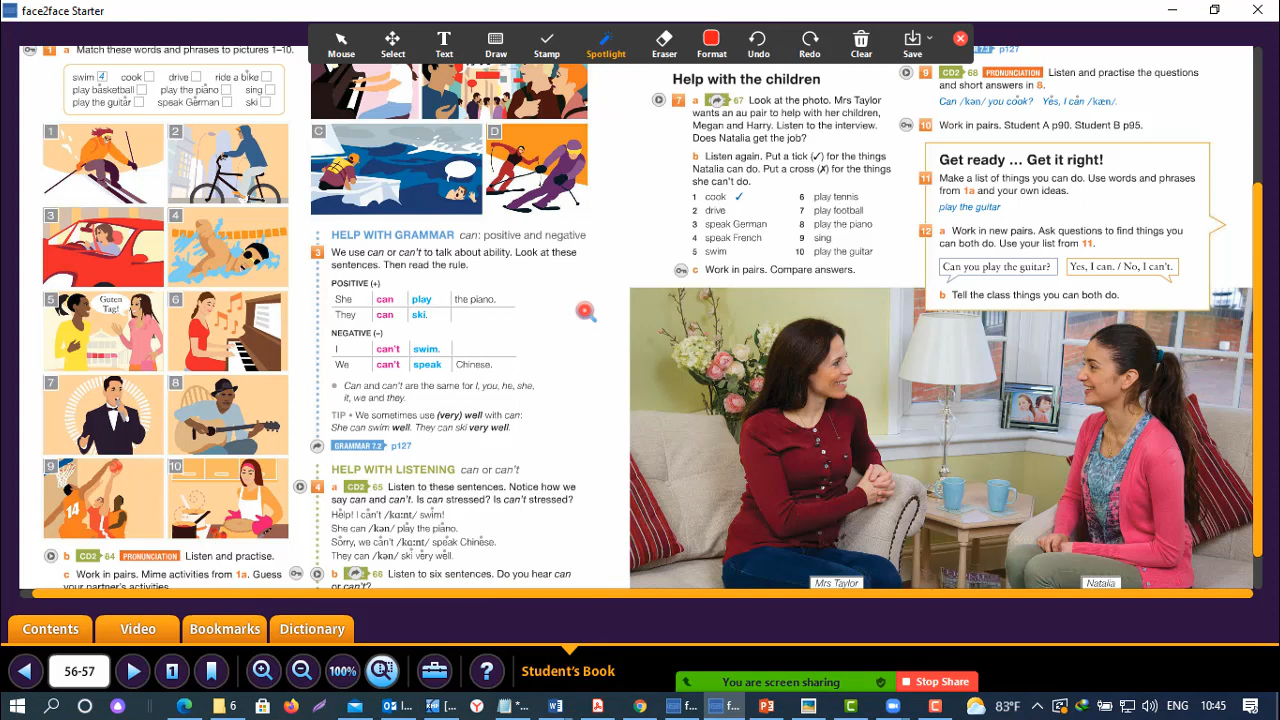 face2face Starter
Mouse Select Text Draw Stamp Spotlight Eraser Format Undo Redo Clear Save
1 a Match these words and phrases to pictures 1–10.
swim 4 cook drive ride a bike
play basketball play the piano sing
play the guitar speak German ski
1 2
3 4
5 Guten Tag! 6
7 8
9 14 10
b CD2 64 PRONUNCIATION Listen and practise.
c Work in pairs. Mime activities from 1a. Guess
your partner's activities.
C D
HELP WITH GRAMMAR can: positive and negative
3 We use can or can't to talk about ability. Look at these
sentences. Then read the rule.
POSITIVE (+)
She can play the piano.
They can ski.
NEGATIVE (–)
I can't swim.
We can't speak Chinese.
Can and can't are the same for I, you, he, she,
it, we and they.
TIP • We sometimes use (very) well with can:
She can swim well. They can ski very well.
GRAMMAR 7.2 p127
HELP WITH LISTENING can or can't
4 a CD2 65 Listen to these sentences. Notice how we
say can and can't. Is can stressed? Is can't stressed?
Help! I can't /kɑːnt/ swim!
She can /kən/ play the piano.
Sorry, we can't /kɑːnt/ speak Chinese.
They can /kən/ ski very well.
b 66 Listen to six sentences. Do you hear can
or can't?
Help with the children
7 a 67 Look at the photo. Mrs Taylor
wants an au pair to help with her children,
Megan and Harry. Listen to the interview.
Does Natalia get the job?
b Listen again. Put a tick (✓) for the things
Natalia can do. Put a cross (✗) for the things
she can't do.
1 cook ✓ 6 play tennis
2 drive 7 play football
3 speak German 8 play the piano
4 speak French 9 sing
5 swim 10 play the guitar
c Work in pairs. Compare answers.
p127
9 CD2 68 PRONUNCIATION Listen and practise the questions
and short answers in 8.
Can /kən/ you cook? Yes, I can /kæn/.
10 Work in pairs. Student A p90. Student B p95.
Get ready … Get it right!
11 Make a list of things you can do. Use words and phrases
from 1a and your own ideas.
play the guitar
12 a Work in new pairs. Ask questions to find things you
can both do. Use your list from 11.
Can you play the guitar? Yes, I can. / No, I can't.
b Tell the class things you can both do.
Mrs Taylor Natalia
Contents Video Bookmarks Dictionary
56-57 1 100% ? Student's Book
You are screen sharing Stop Share
6 83°F ENG 10:45